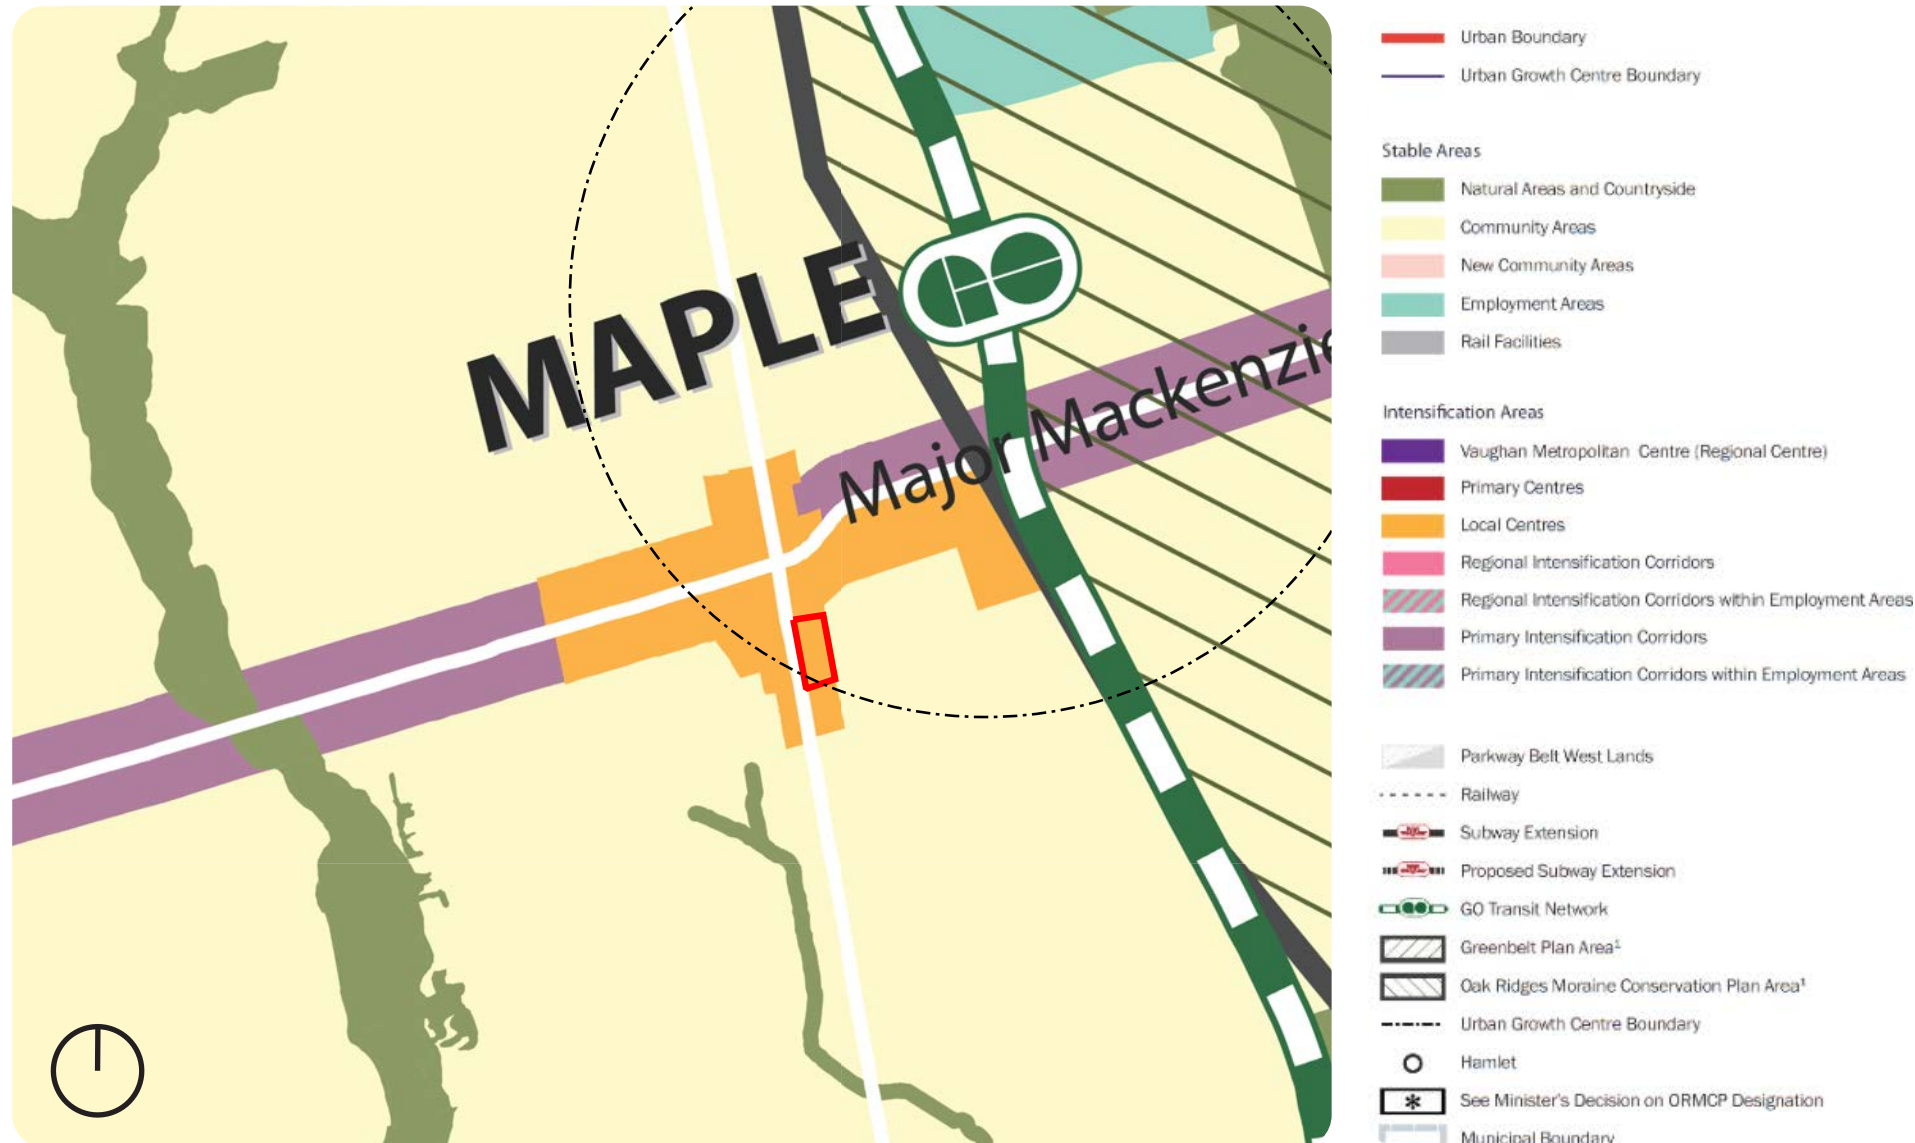 MAPLE
Major Mackenzie
Urban Boundary
Urban Growth Centre Boundary
Stable Areas
Natural Areas and Countryside
Community Areas
New Community Areas
Employment Areas
Rail Facilities
Intensification Areas
Vaughan Metropolitan Centre (Regional Centre)
Primary Centres
Local Centres
Regional Intensification Corridors
Regional Intensification Corridors within Employment Areas
Primary Intensification Corridors
Primary Intensification Corridors within Employment Areas
Parkway Belt West Lands
Railway
Subway Extension
Proposed Subway Extension
GO Transit Network
Greenbelt Plan Area¹
Oak Ridges Moraine Conservation Plan Area¹
Urban Growth Centre Boundary
Hamlet
See Minister's Decision on ORMCP Designation
Municipal Boundary